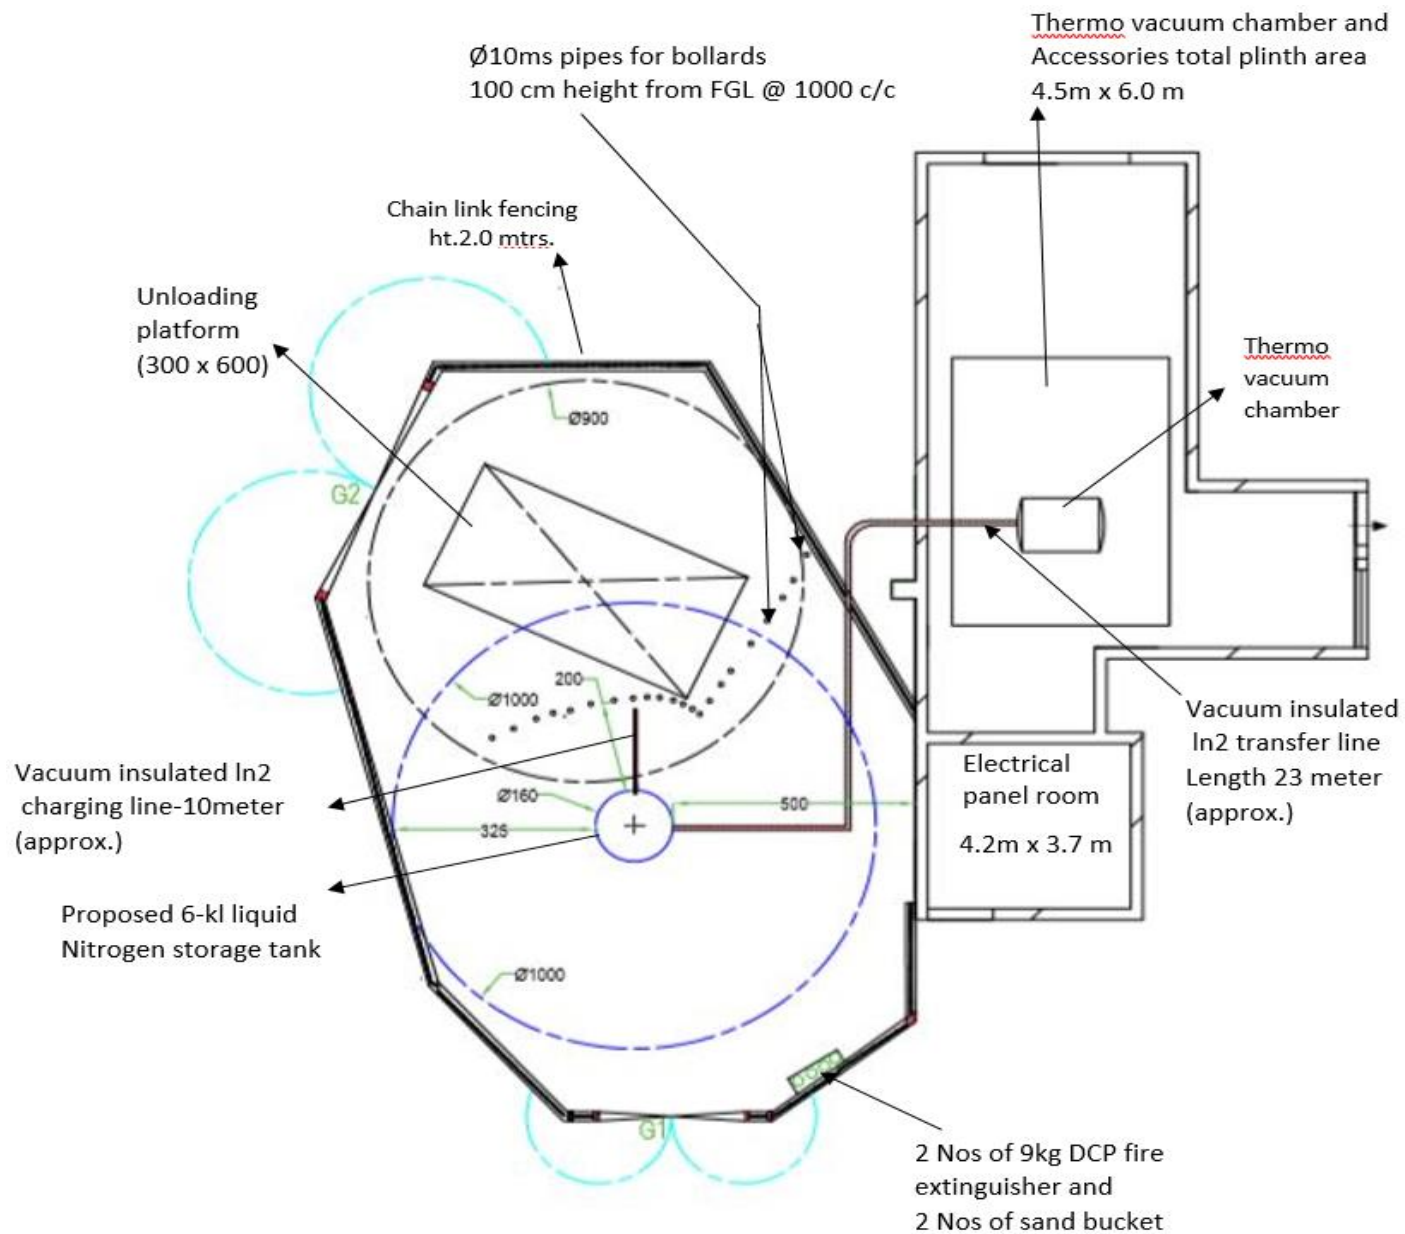 Thermo vacuum chamber and
Accessories total plinth area
4.5m x 6.0 m
Ø10ms pipes for bollards
100 cm height from FGL @ 1000 c/c
Chain link fencing
ht.2.0 mtrs.
Unloading
platform
(300 x 600)
Thermo
vacuum
chamber
Ø900
G2
200
Ø1000
Vacuum insulated ln2
transfer line
Length 23 meter
(approx.)
Electrical
panel room
4.2m x 3.7 m
Vacuum insulated ln2
charging line-10meter
(approx.)
Ø160
500
325
Proposed 6-kl liquid
Nitrogen storage tank
Ø1000
G1
2 Nos of 9kg DCP fire
extinguisher and
2 Nos of sand bucket